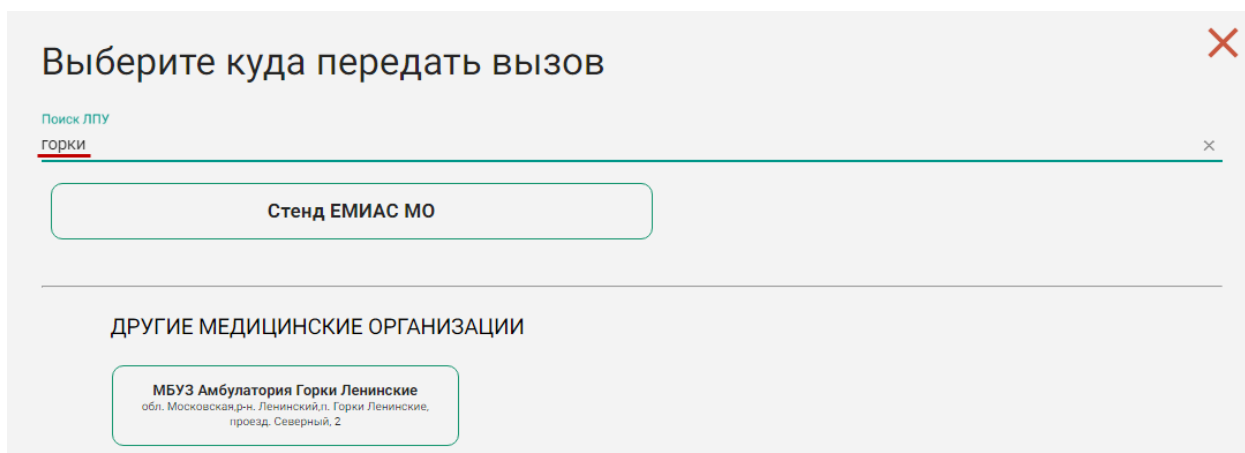 Выберите куда передать вызов
Поиск ЛПУ
горки
Стенд ЕМИАС МО
ДРУГИЕ МЕДИЦИНСКИЕ ОРГАНИЗАЦИИ
МБУЗ Амбулатория Горки Ленинские
обл. Московская,р-н. Ленинский,п. Горки Ленинские,
проезд. Северный, 2